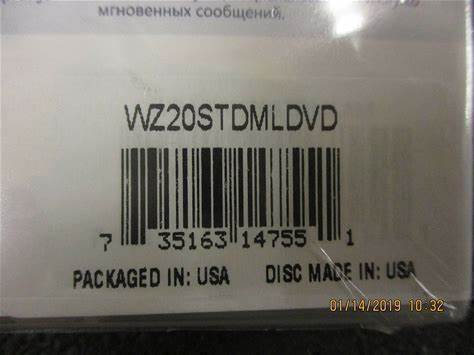 мгновенных сообщений.
WZ20STDMLDVD
7 35163 14755 1
PACKAGED IN: USA DISC MADE IN: USA
01/14/2019 10:32